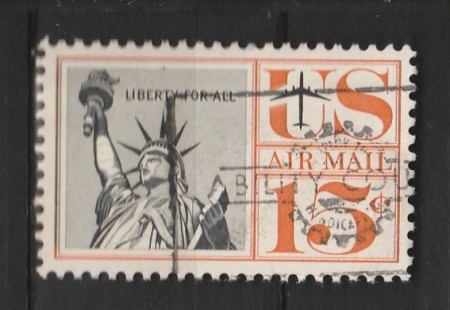 LIBERTY FOR ALL
US
AIR MAIL
15¢